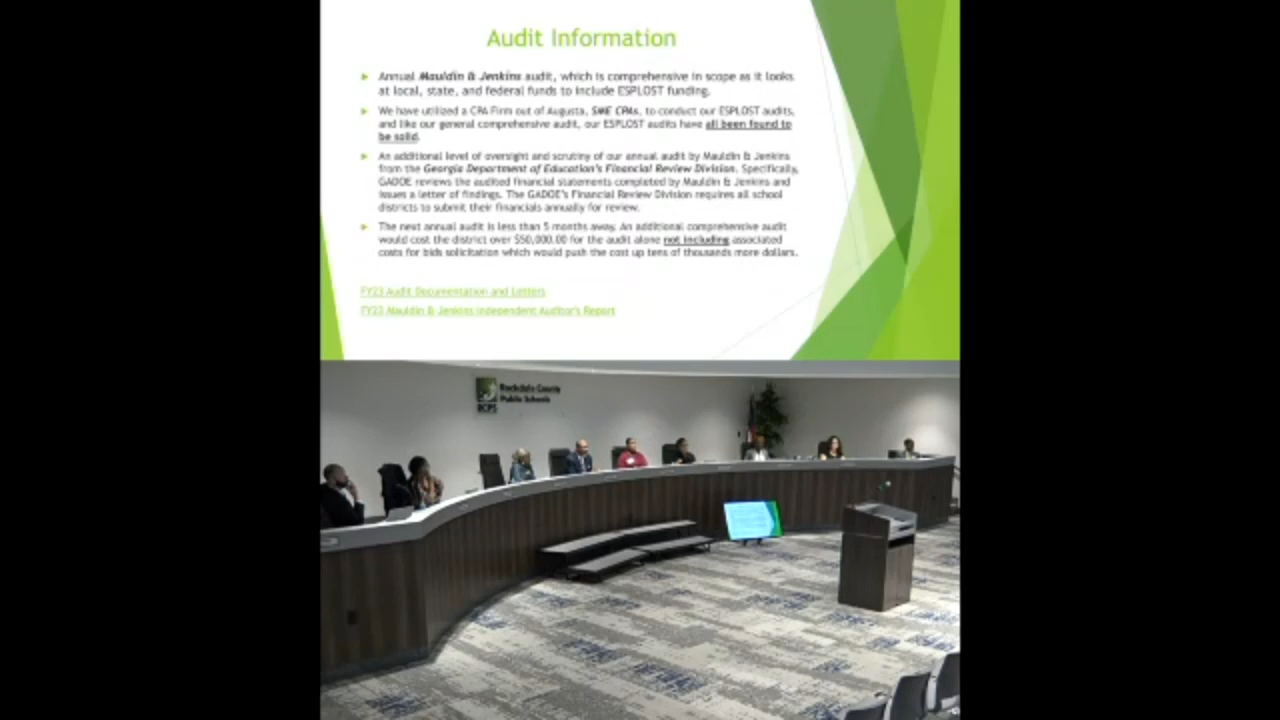 Audit Information
Annual Mauldin & Jenkins audit, which is comprehensive in scope as it looks
at local, state, and federal funds to include ESPLOST funding.
We have utilized a CPA Firm out of Augusta, SME CPAs, to conduct our ESPLOST audits,
and like our general comprehensive audit, our ESPLOST audits have all been found to
be solid.
An additional level of oversight and scrutiny of our annual audit by Mauldin & Jenkins
from the Georgia Department of Education's Financial Review Division. Specifically,
GADOE reviews the audited financial statements completed by Mauldin & Jenkins and
issues a letter of findings. The GADOE's Financial Review Division requires all school
districts to submit their financials annually for review.
The next annual audit is less than 5 months away. An additional comprehensive audit
would cost the district over $50,000.00 for the audit alone not including associated
costs for bids solicitation which would push the cost up tens of thousands more dollars.
FY23 Audit Documentation and Letters
FY23 Mauldin & Jenkins Independent Auditor's Report
Rockdale County
Public Schools
RCPS